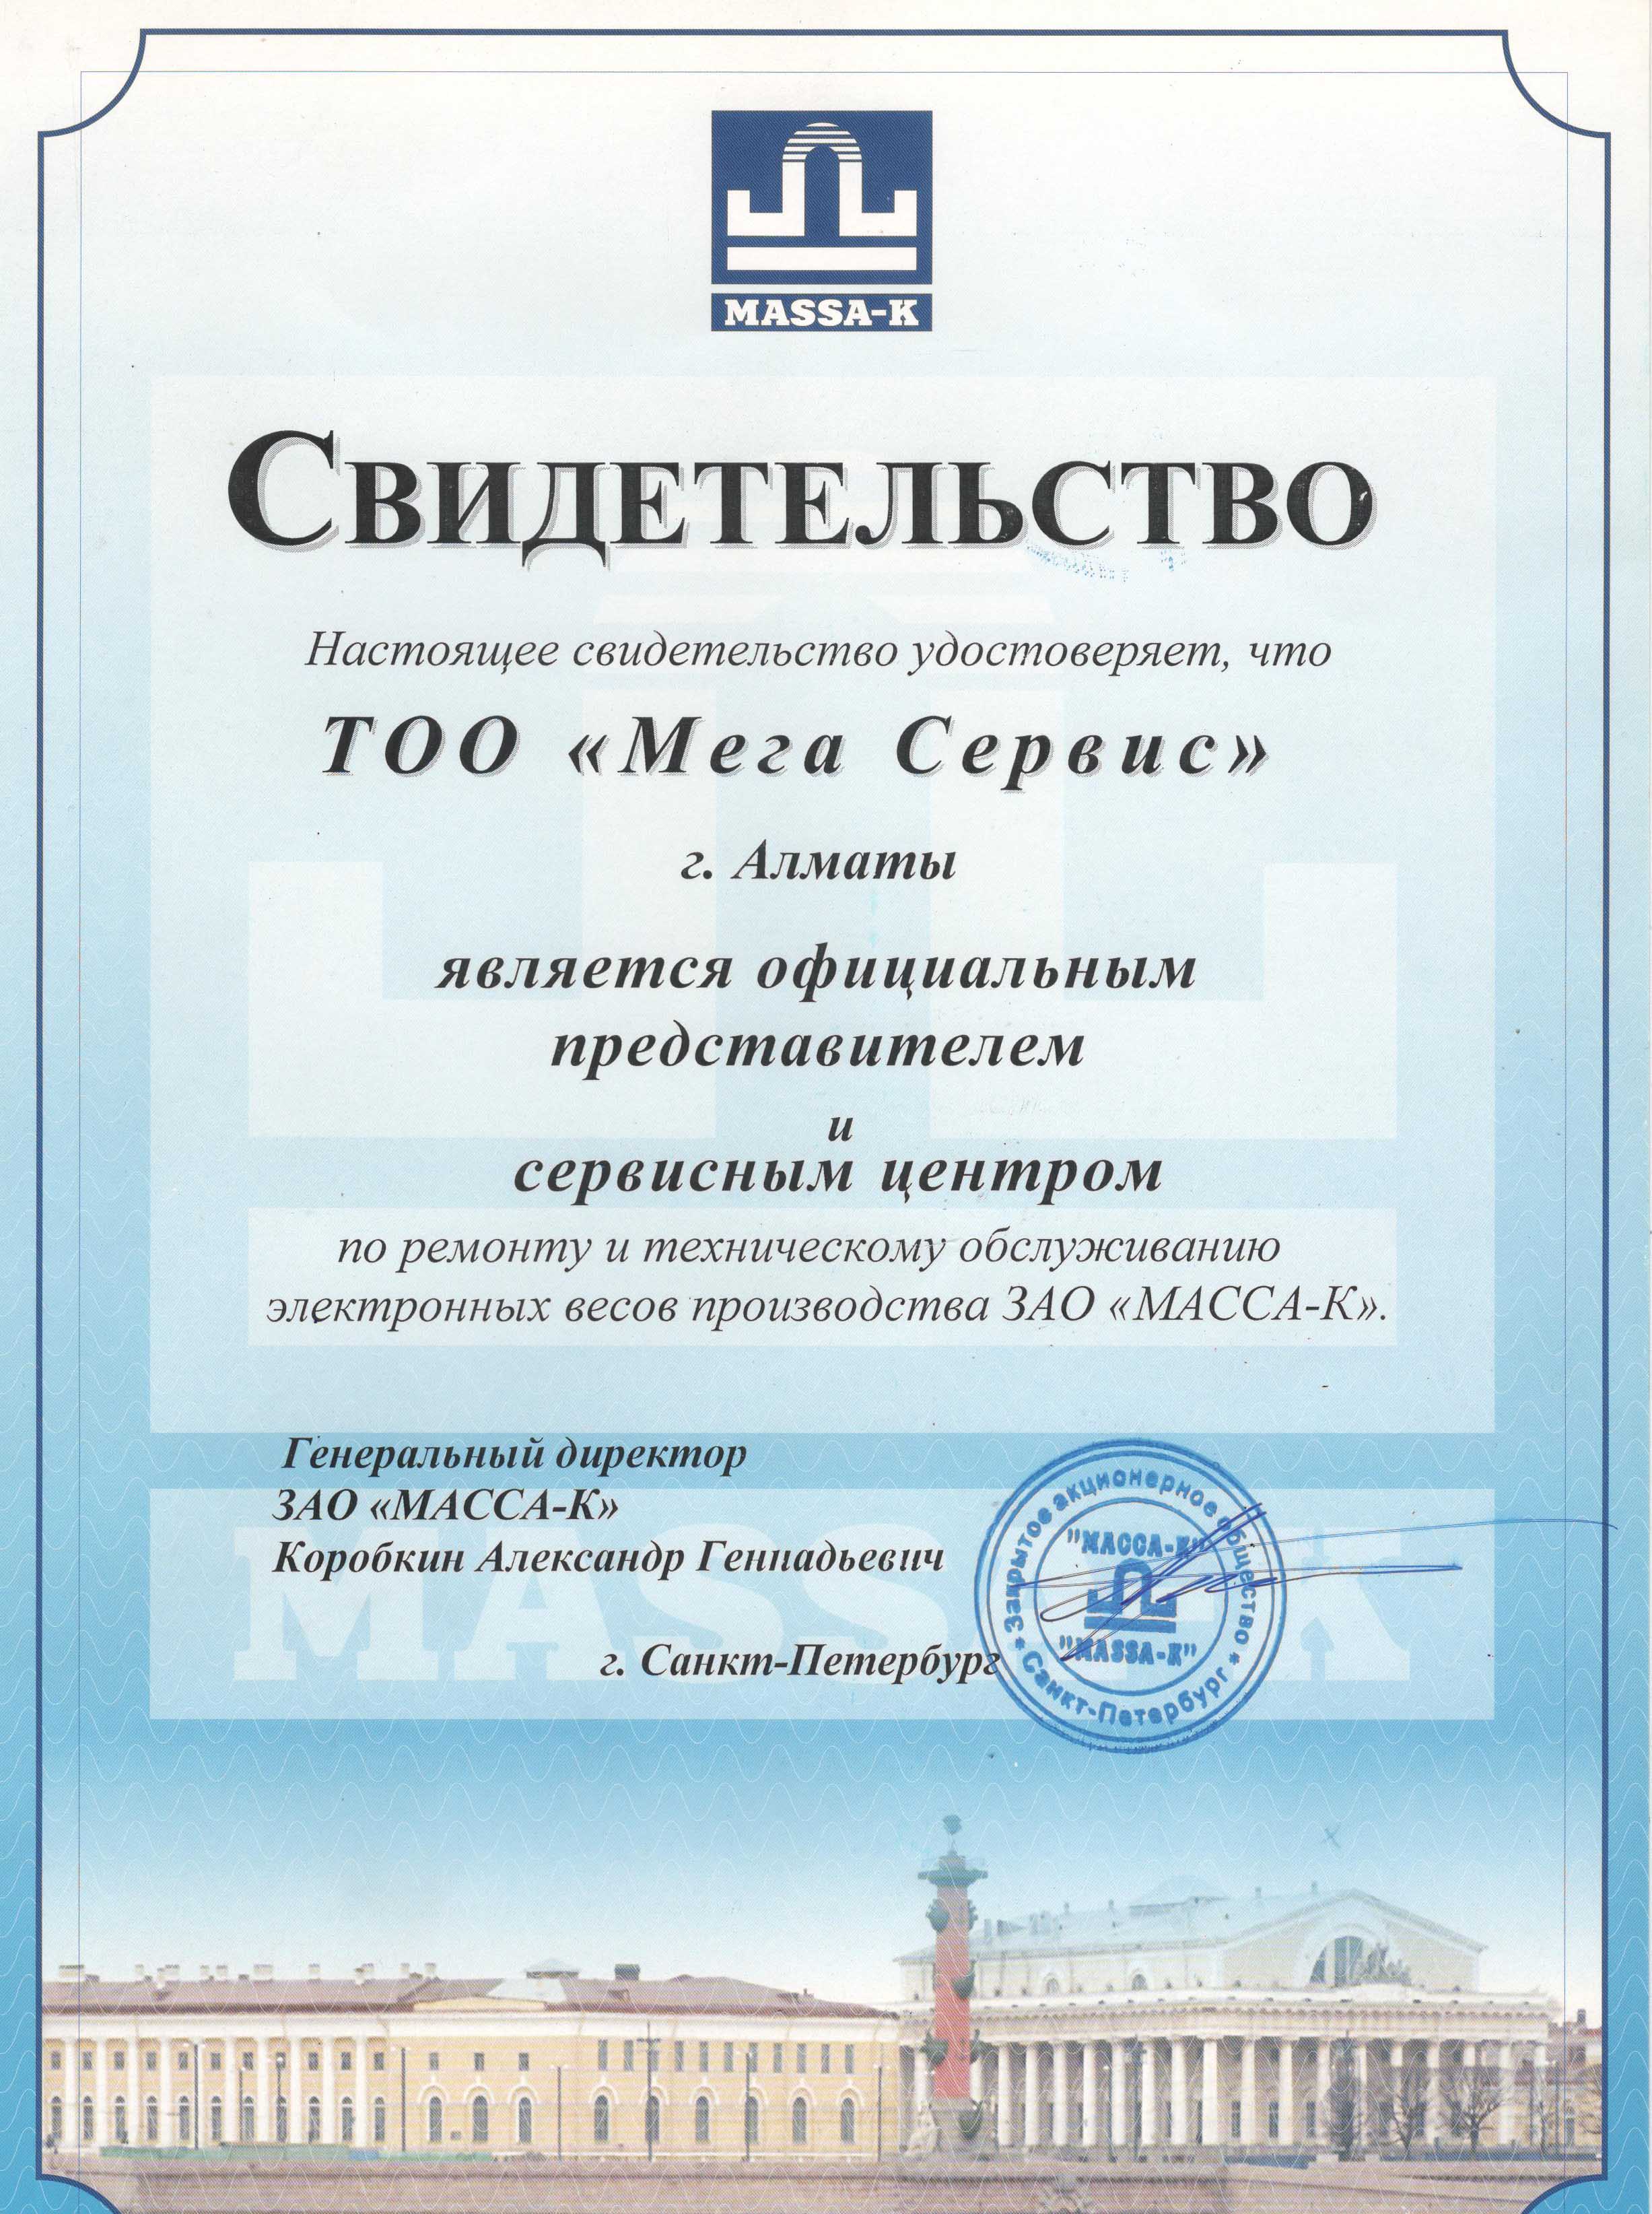 MASSA-K
СВИДЕТЕЛЬСТВО
Настоящее свидетельство удостоверяет, что
ТОО «Мега Сервис»
г. Алматы
является официальным
представителем
и
сервисным центром
по ремонту и техническому обслуживанию
электронных весов производства ЗАО «МАССА-К».
Генеральный директор
ЗАО «МАССА-К»
Коробкин Александр Геннадьевич
г. Санкт-Петербург
Закрытое акционерное общество
"МАССА-К"
"MASSA-K"
* Санкт-Петербург *
MASSA-K